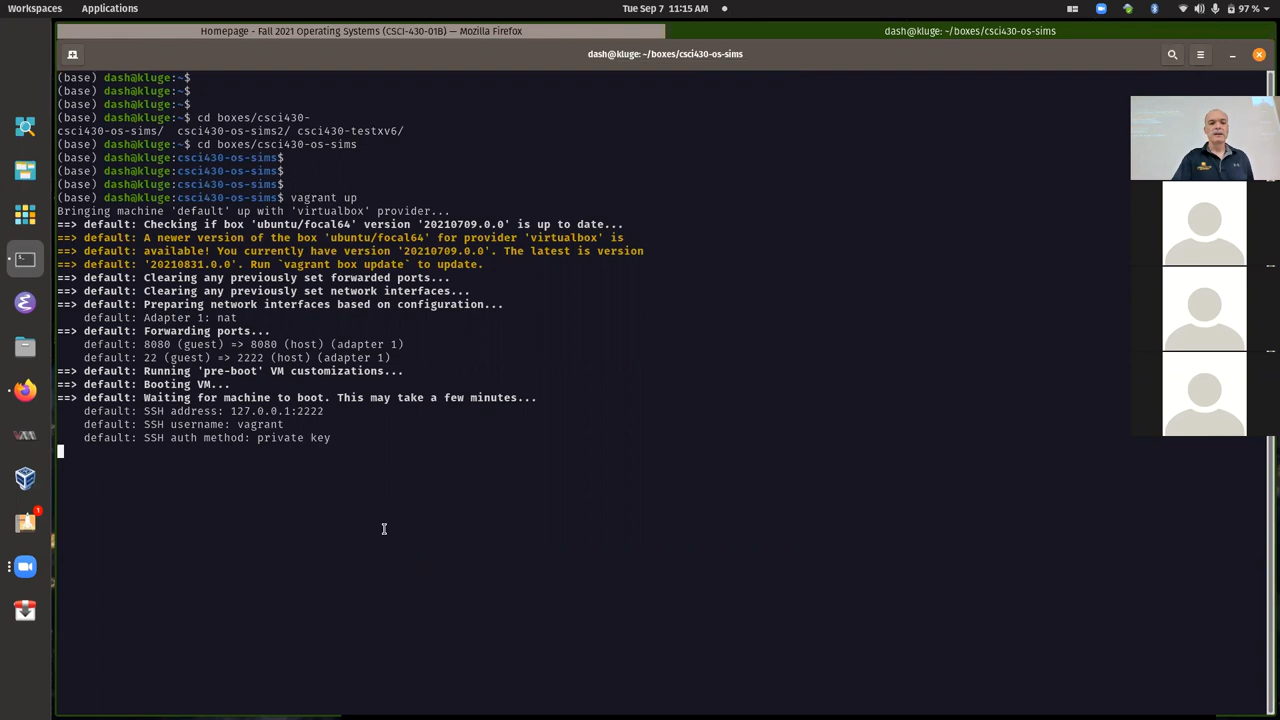 Workspaces Applications Tue Sep 7 11:15 AM 97 %
Homepage - Fall 2021 Operating Systems (CSCI-430-01B) — Mozilla Firefox dash@kluge: ~/boxes/csci430-os-sims
dash@kluge: ~/boxes/csci430-os-sims
(base) dash@kluge:~$
(base) dash@kluge:~$
(base) dash@kluge:~$
(base) dash@kluge:~$ cd boxes/csci430-
csci430-os-sims/ csci430-os-sims2/ csci430-testxv6/
(base) dash@kluge:~$ cd boxes/csci430-os-sims
(base) dash@kluge:csci430-os-sims$
(base) dash@kluge:csci430-os-sims$
(base) dash@kluge:csci430-os-sims$
(base) dash@kluge:csci430-os-sims$ vagrant up
Bringing machine 'default' up with 'virtualbox' provider...
==> default: Checking if box 'ubuntu/focal64' version '20210709.0.0' is up to date...
==> default: A newer version of the box 'ubuntu/focal64' for provider 'virtualbox' is
==> default: available! You currently have version '20210709.0.0'. The latest is version
==> default: '20210831.0.0'. Run `vagrant box update` to update.
==> default: Clearing any previously set forwarded ports...
==> default: Clearing any previously set network interfaces...
==> default: Preparing network interfaces based on configuration...
default: Adapter 1: nat
==> default: Forwarding ports...
default: 8080 (guest) => 8080 (host) (adapter 1)
default: 22 (guest) => 2222 (host) (adapter 1)
==> default: Running 'pre-boot' VM customizations...
==> default: Booting VM...
==> default: Waiting for machine to boot. This may take a few minutes...
default: SSH address: 127.0.0.1:2222
default: SSH username: vagrant
default: SSH auth method: private key
1